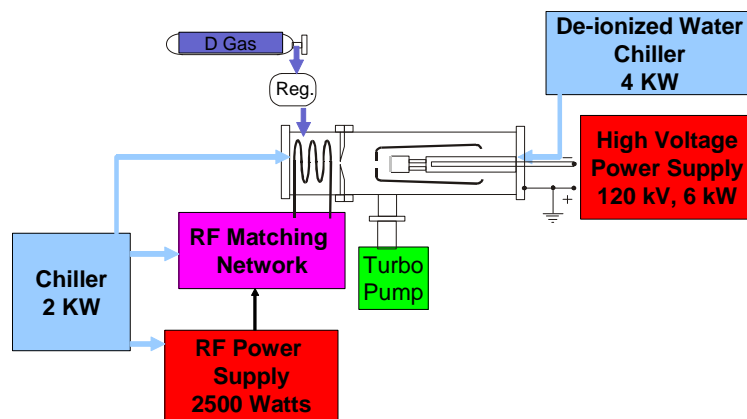 D Gas
Reg.
De-ionized Water
Chiller
4 KW
High Voltage
Power Supply
120 kV, 6 kW
−
+
RF Matching
Network
Turbo
Pump
Chiller
2 KW
RF Power
Supply
2500 Watts